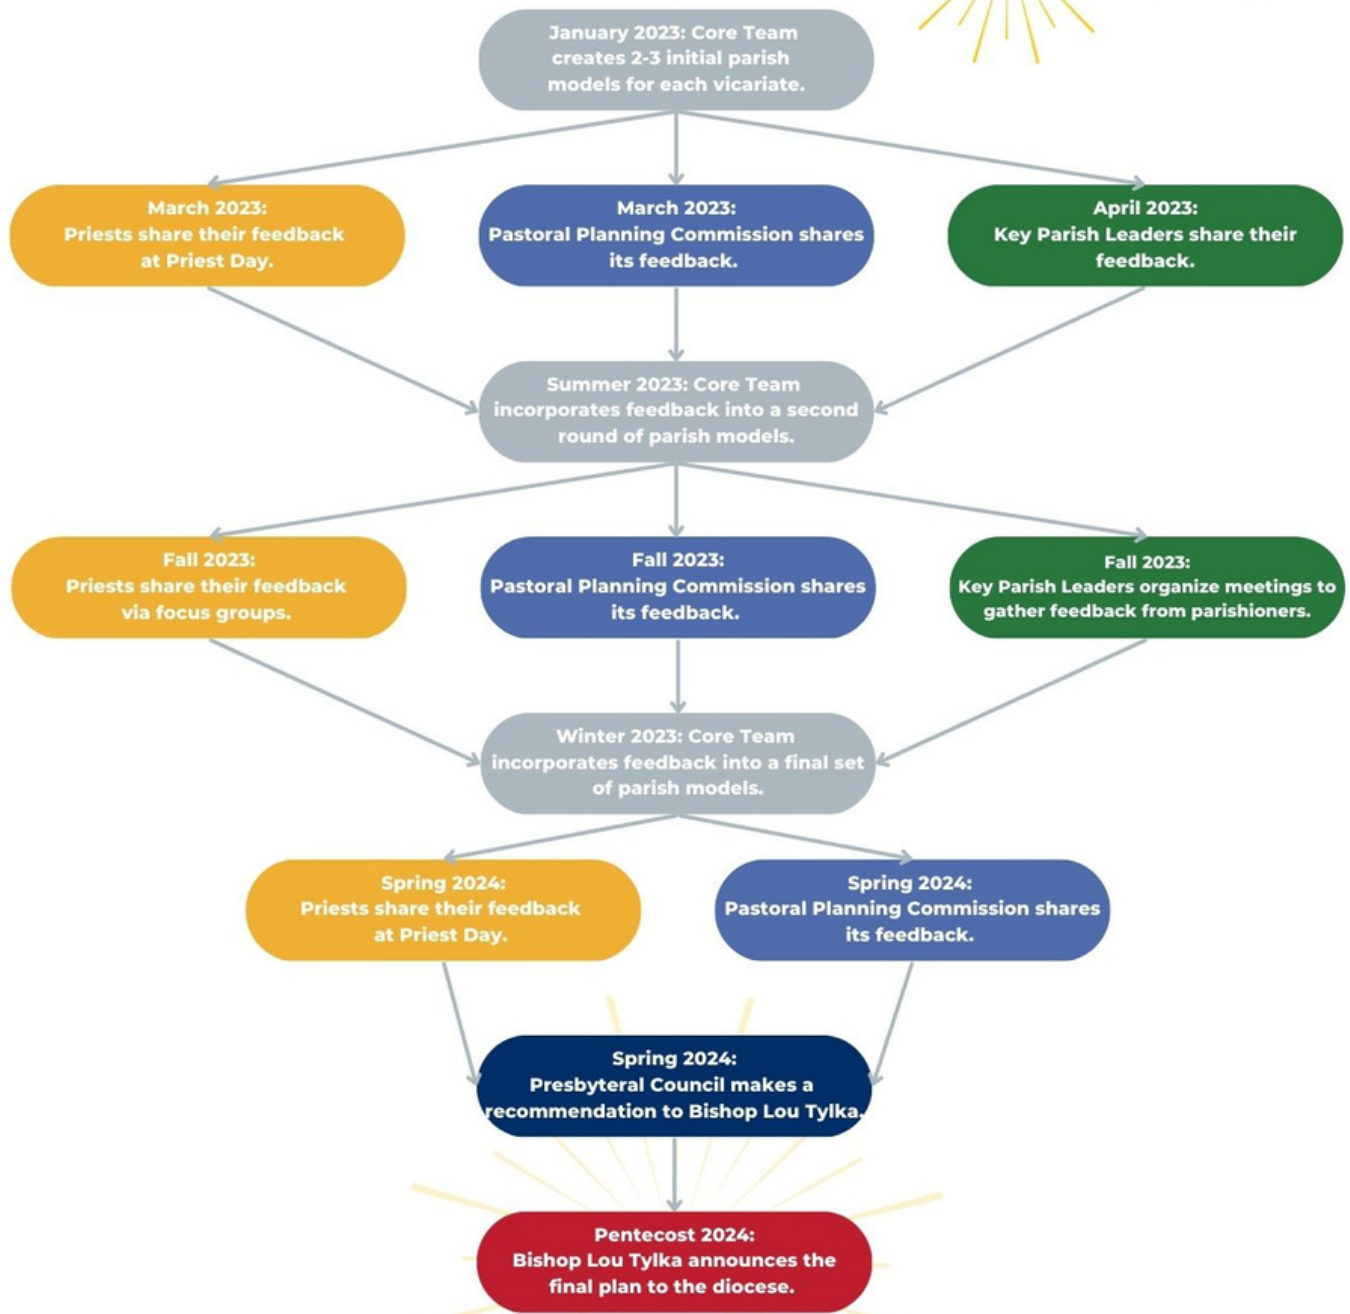 January 2023: Core Team
creates 2-3 initial parish
models for each vicariate.
March 2023:
Priests share their feedback
at Priest Day.
March 2023:
Pastoral Planning Commission shares
its feedback.
April 2023:
Key Parish Leaders share their
feedback.
Summer 2023: Core Team
incorporates feedback into a second
round of parish models.
Fall 2023:
Priests share their feedback
via focus groups.
Fall 2023:
Pastoral Planning Commission shares
its feedback.
Fall 2023:
Key Parish Leaders organize meetings to
gather feedback from parishioners.
Winter 2023: Core Team
incorporates feedback into a final set
of parish models.
Spring 2024:
Priests share their feedback
at Priest Day.
Spring 2024:
Pastoral Planning Commission shares
its feedback.
Spring 2024:
Presbyteral Council makes a
recommendation to Bishop Lou Tylka.
Pentecost 2024:
Bishop Lou Tylka announces the
final plan to the diocese.